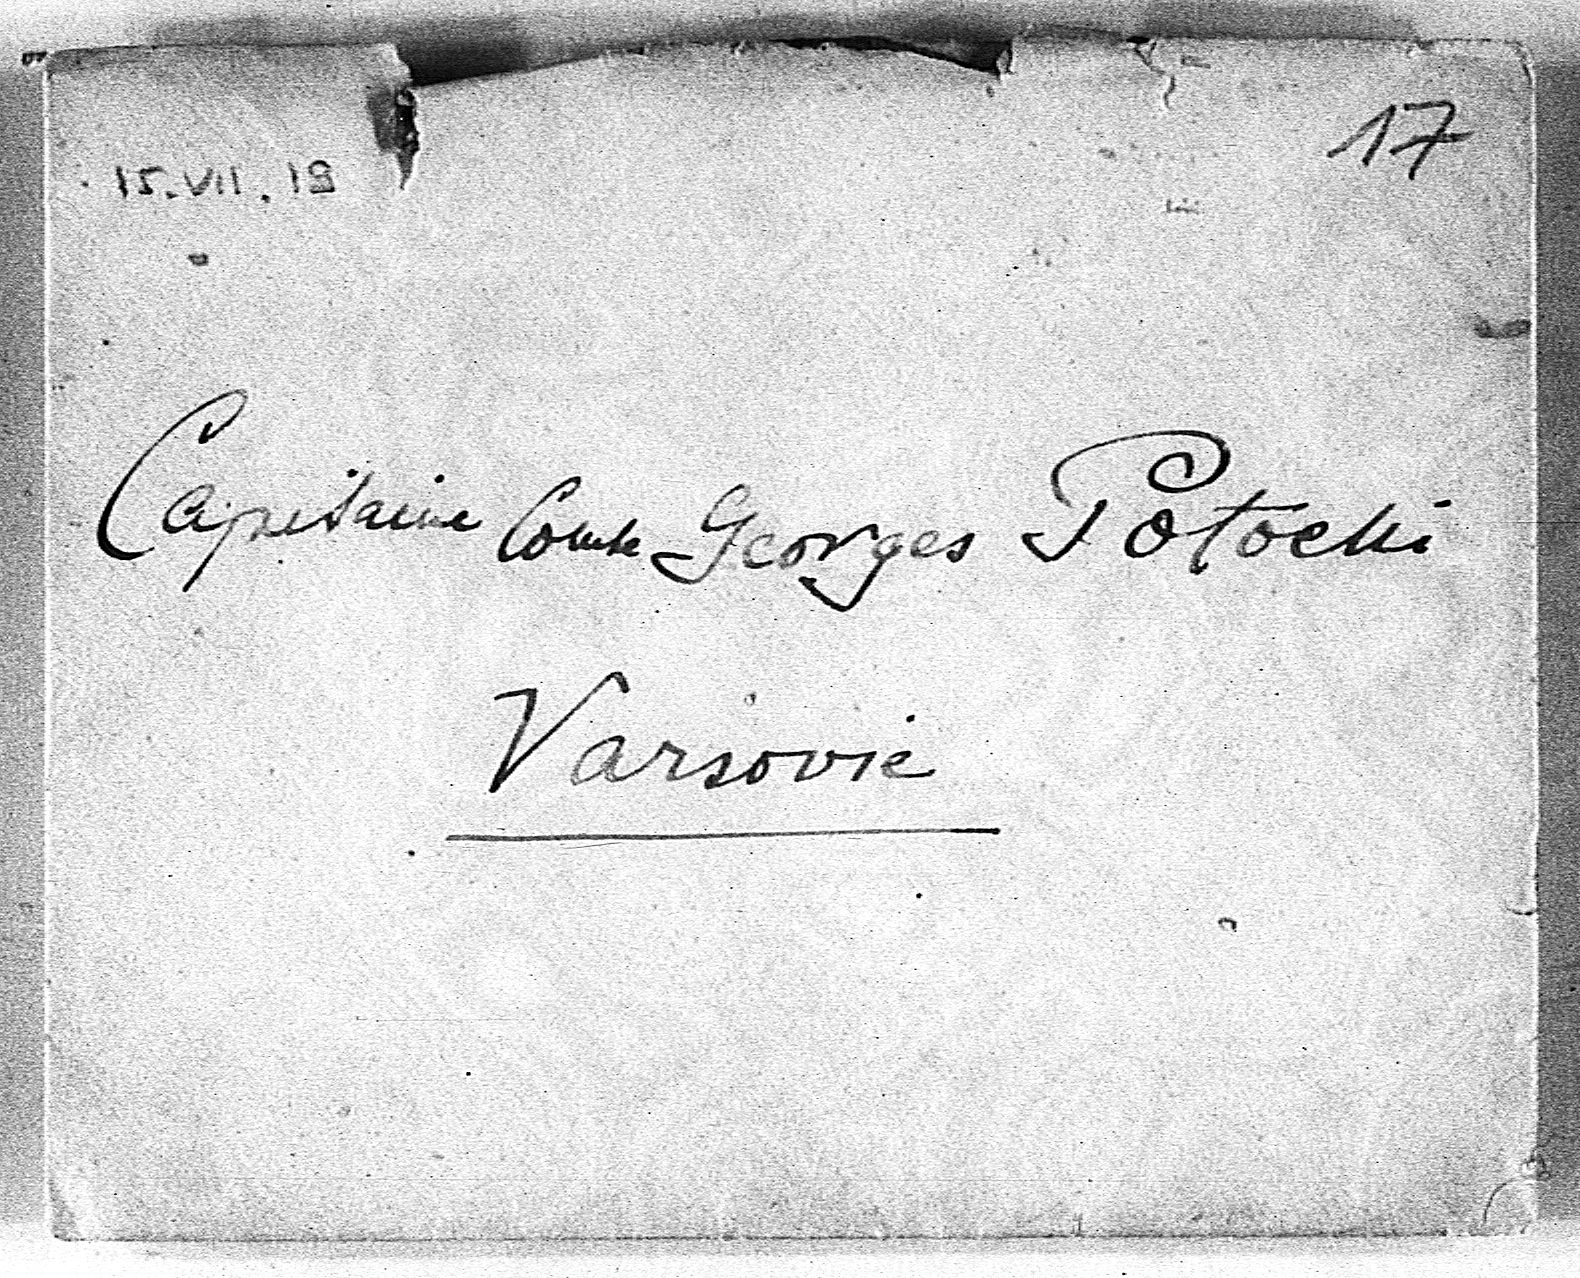 17
15.VII.19
Capitaine Comte Georges Potocki
Varsovie